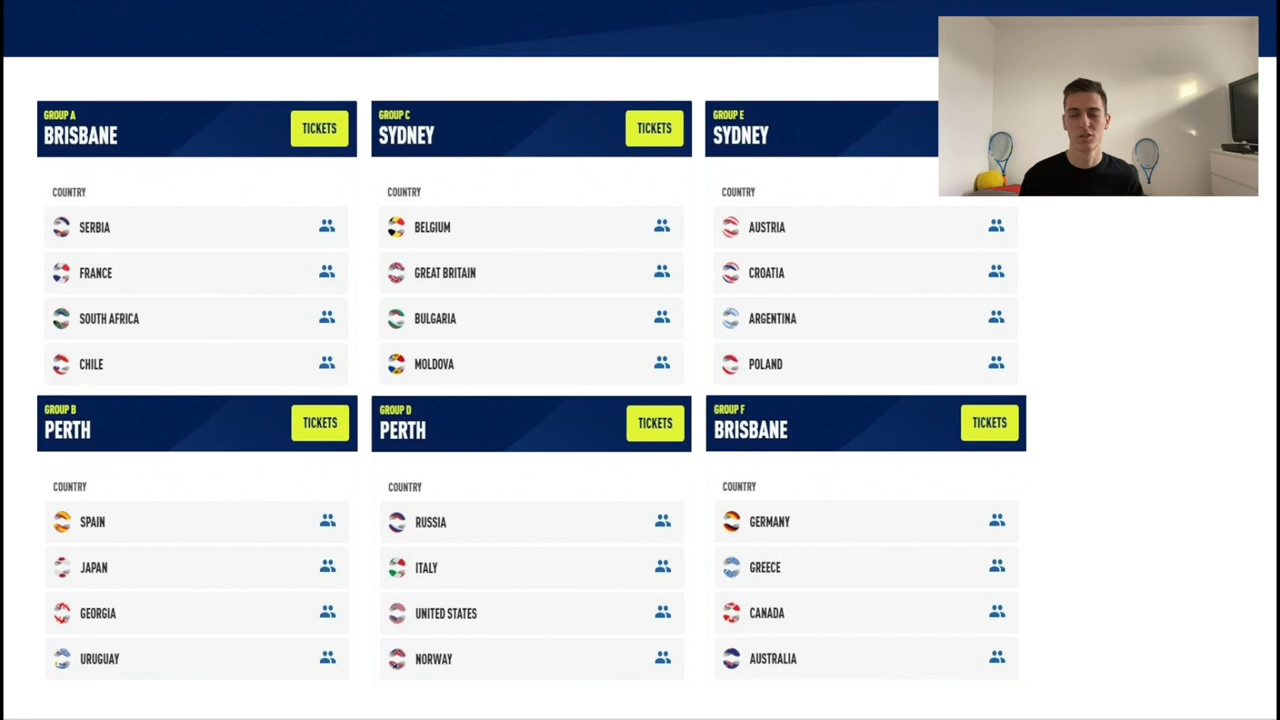 GROUP A
BRISBANE
TICKETS
COUNTRY
SERBIA
FRANCE
SOUTH AFRICA
CHILE
GROUP C
SYDNEY
TICKETS
COUNTRY
BELGIUM
GREAT BRITAIN
BULGARIA
MOLDOVA
GROUP E
SYDNEY
COUNTRY
AUSTRIA
CROATIA
ARGENTINA
POLAND
GROUP B
PERTH
TICKETS
COUNTRY
SPAIN
JAPAN
GEORGIA
URUGUAY
GROUP D
PERTH
TICKETS
COUNTRY
RUSSIA
ITALY
UNITED STATES
NORWAY
GROUP F
BRISBANE
TICKETS
COUNTRY
GERMANY
GREECE
CANADA
AUSTRALIA